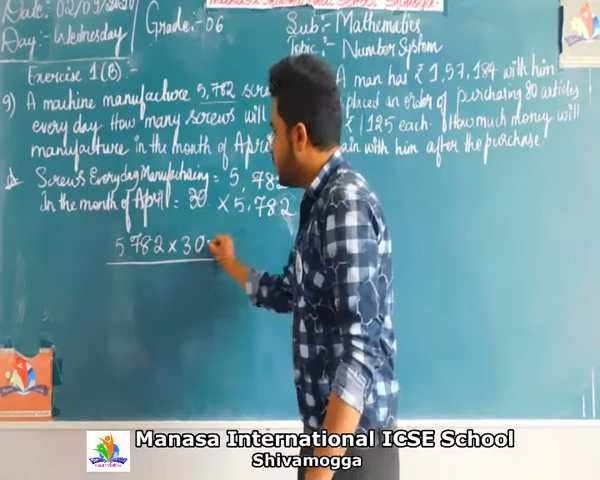 Date:- 02/09/2020
Day:- Wednesday
Grade:-06
Sub:- Mathematics
Topic:- Number System
Exercise 1(B):-
9) A machine manufacture 5,782 scr
every day. How many screws will
manufacture in the month of Apri
Screws Everyday Manufacturing = 5,782
In the month of April = 30 × 5,782
5782 × 30
A man has ₹ 1,57,184 with him
placed an order of purchasing 80 articles
₹ 1,125 each. How much money will
ain with him after the purchase
Manasa International ICSE School
Shivamogga